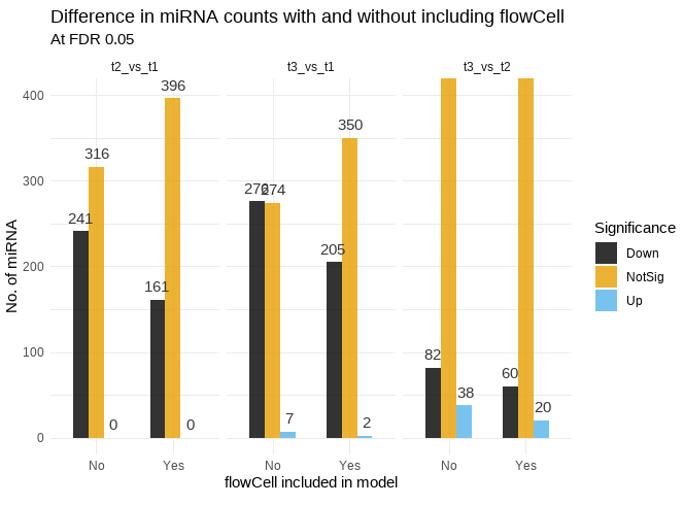 Difference in miRNA counts with and without including flowCell
At FDR 0.05
t2_vs_t1
t3_vs_t1
t3_vs_t2
No. of miRNA
400
300
200
100
0
241
316
0
161
396
0
274
7
205
350
2
82
38
60
20
No
Yes
No
Yes
No
Yes
flowCell included in model
Significance
Down
NotSig
Up